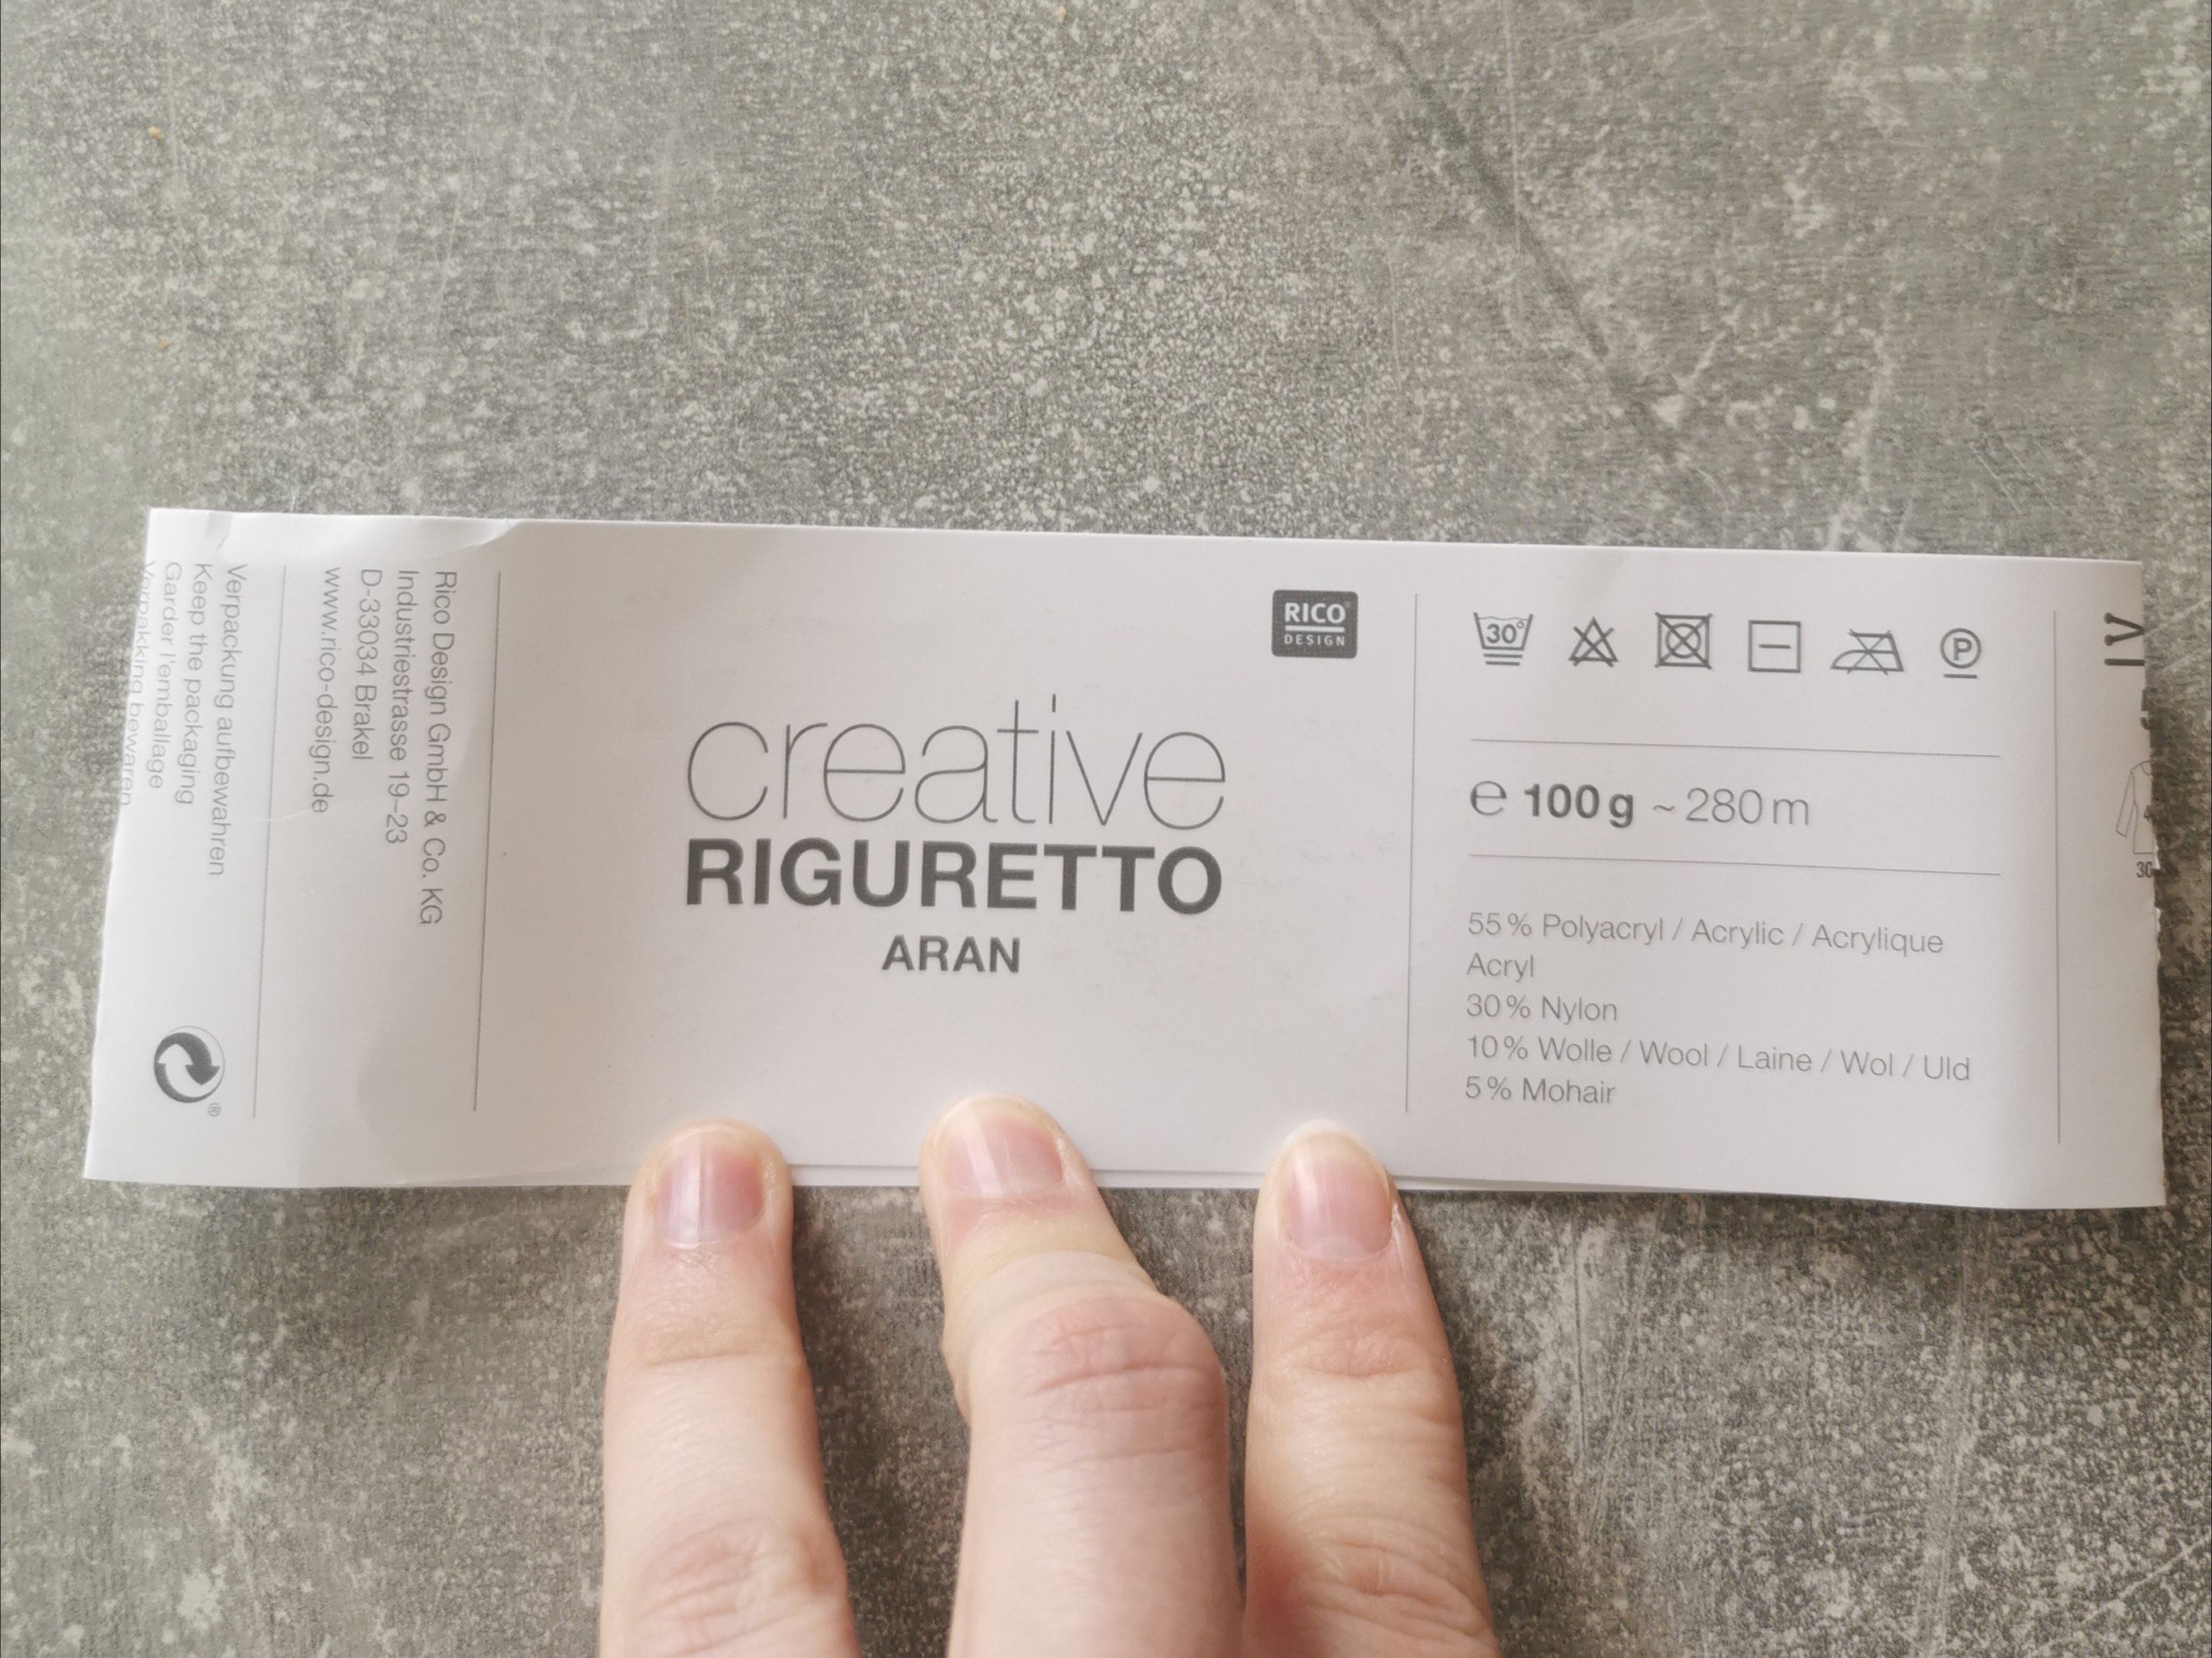 Verpackung aufbewahren
Keep the packaging
Garder l'emballage
Verpakking bewaren
®
Rico Design GmbH & Co. KG
Industriestrasse 19–23
D-33034 Brakel
www.rico-design.de
RICO
DESIGN
creative
RIGURETTO
ARAN
30°
P
e 100 g ~ 280 m
55 % Polyacryl / Acrylic / Acrylique
Acryl
30 % Nylon
10 % Wolle / Wool / Laine / Wol / Uld
5 % Mohair